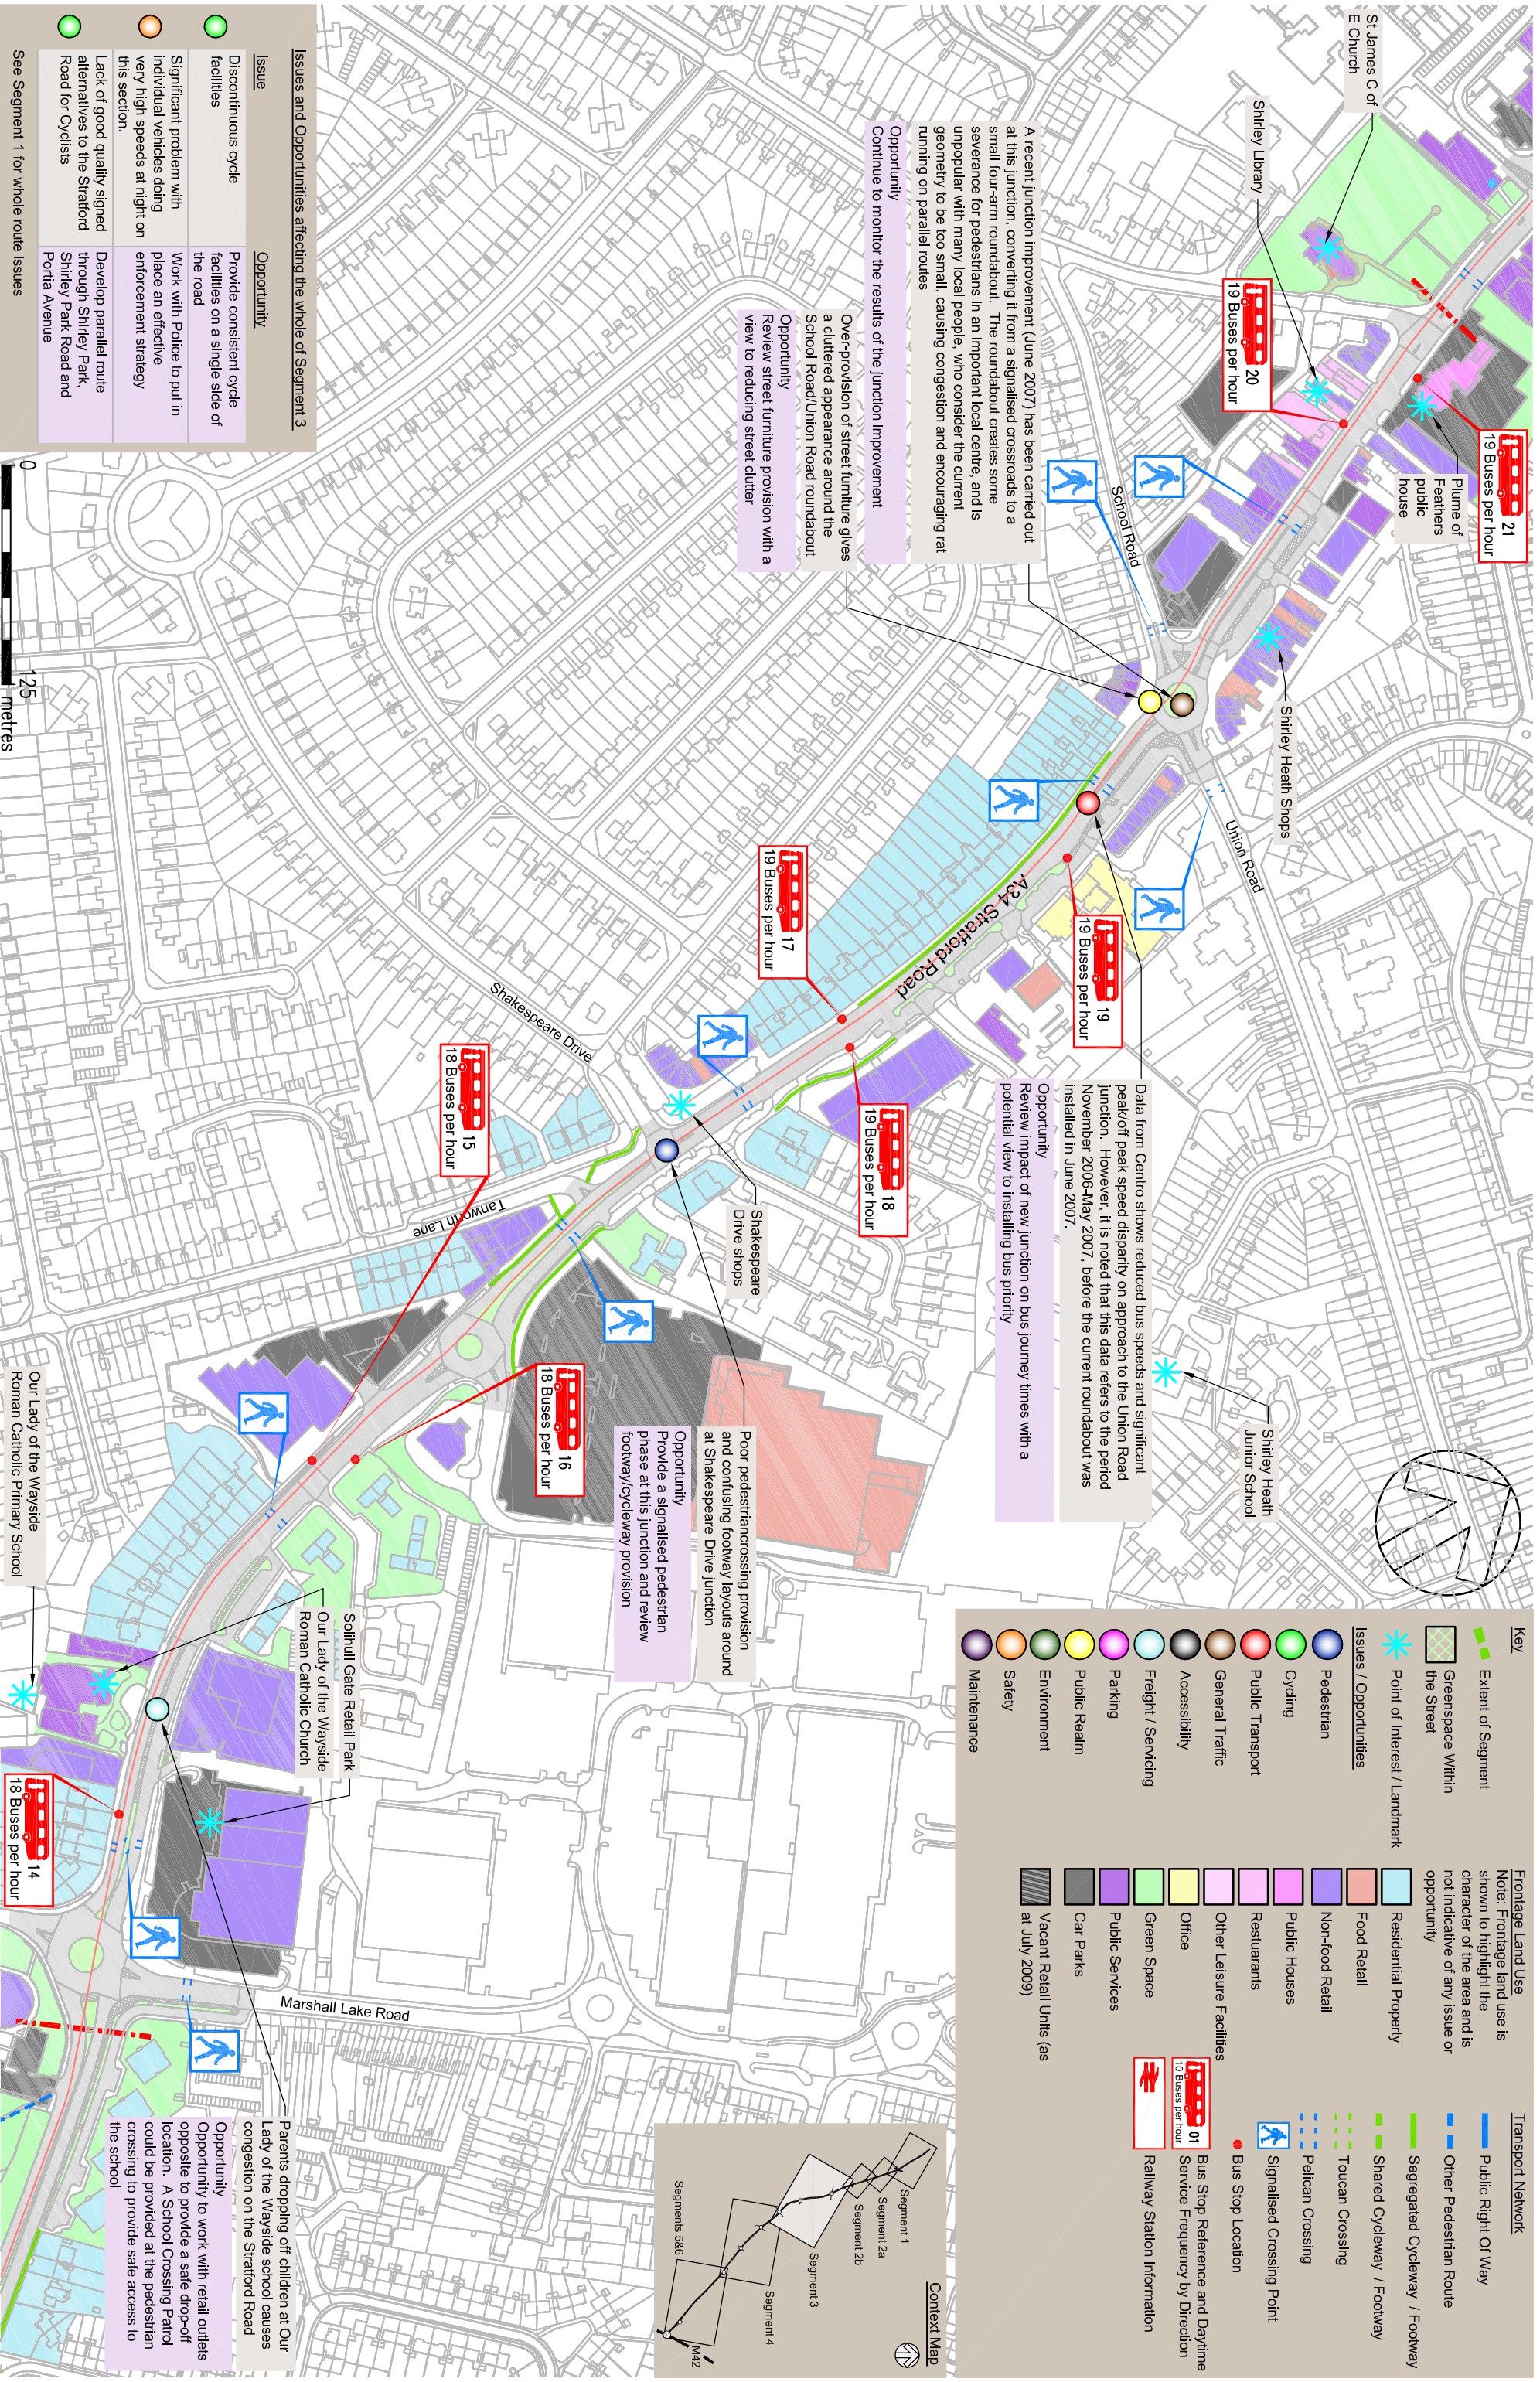 St James C of
E Church
Shirley Library
20
19 Buses per hour
21
19 Buses per hour
Plume of
Feathers
public
house
Shirley Heath Shops
School Road
Union Road
A recent junction improvement (June 2007) has been carried out
at this junction, converting it from a signalised crossroads to a
small four-arm roundabout. The roundabout creates some
severance for pedestrians in an important local centre, and is
unpopular with many local people, who consider the current
geometry to be too small, causing congestion and encouraging rat
running on parallel routes
Opportunity
Continue to monitor the results of the junction improvement
Over-provision of street furniture gives
a cluttered appearance around the
School Road/Union Road roundabout
Opportunity
Review street furniture provision with a
view to reducing street clutter
19
19 Buses per hour
A34 Stratford Road
17
19 Buses per hour
18
19 Buses per hour
Data from Centro shows reduced bus speeds and significant
peak/off peak speed disparity on approach to the Union Road
junction. However, it is noted that this data refers to the period
November 2006-May 2007, before the current roundabout was
installed in June 2007.
Opportunity
Review impact of new junction on bus journey times with a
potential view to installing bus priority
Shirley Heath
Junior School
Shakespeare Drive
Shakespeare
Drive shops
Tanworth Lane
15
18 Buses per hour
16
18 Buses per hour
Poor pedestriancrossing provision
and confusing footway layouts around
at Shakespeare Drive junction
Opportunity
Provide a signalised pedestrian
phase at this junction and review
footway/cycleway provision
Our Lady of the Wayside
Roman Catholic Primary School
Solihull Gate Retail Park
Our Lady of the Wayside
Roman Catholic Church
14
18 Buses per hour
Marshall Lake Road
Parents dropping off children at Our
Lady of the Wayside school causes
congestion on the Stratford Road
Opportunity
Opportunity to work with retail outlets
opposite to provide a safe drop-off
location. A School Crossing Patrol
could be provided at the pedestrian
crossing to provide safe access to
the school
Issues and Opportunities affecting the whole of Segment 3
Issue
Opportunity
Discontinuous cycle
facilities
Provide consistent cycle
facilities on a single side of
the road
Significant problem with
individual vehicles doing
very high speeds at night on
this section.
Work with Police to put in
place an effective
enforcement strategy
Lack of good quality signed
alternatives to the Stratford
Road for Cyclists
Develop parallel route
through Shirley Park,
Shirley Park Road and
Portia Avenue
See Segment 1 for whole route issues
0
125
metres
Key
Extent of Segment
Greenspace Within
the Street
Point of Interest / Landmark
Issues / Opportunities
Pedestrian
Cycling
Public Transport
General Traffic
Accessibility
Freight / Servicing
Parking
Public Realm
Environment
Safety
Maintenance
Frontage Land Use
Note: Frontage land use is
shown to highlight the
character of the area and is
not indicative of any issue or
opportunity
Residential Property
Food Retail
Non-food Retail
Public Houses
Restuarants
Other Leisure Facilities
Office
Green Space
Public Services
Car Parks
Vacant Retail Units (as
at July 2009)
Transport Network
Public Right Of Way
Other Pedestrian Route
Segregated Cycleway / Footway
Shared Cycleway / Footway
Toucan Crossing
Pelican Crossing
Signalised Crossing Point
Bus Stop Location
01
10 Buses per hour
Bus Stop Reference and Daytime
Service Frequency by Direction
Railway Station Information
Context Map
Segment 1
Segment 2a
Segment 2b
Segment 3
Segment 4
Segments 5&6
M42